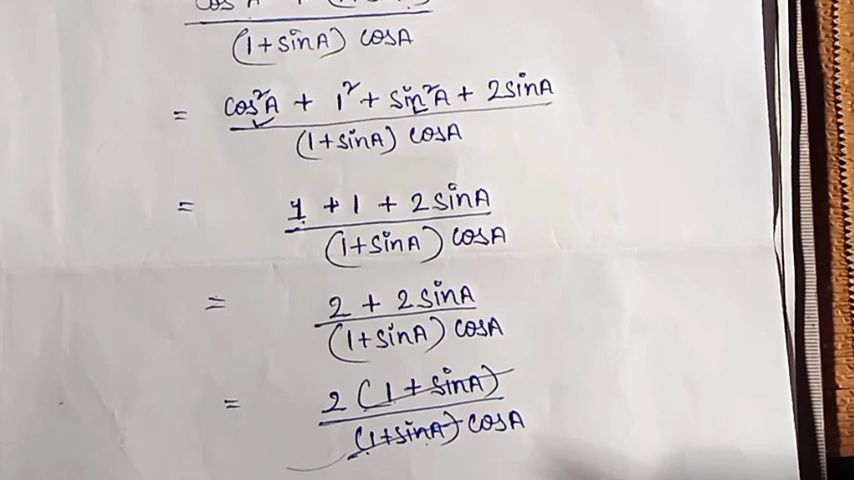 cos A
(1+sinA) cosA
= cos²A + 1² + sin²A + 2sinA
(1+sinA) cosA
= 1 + 1 + 2sinA
(1+sinA) cosA
= 2 + 2sinA
(1+sinA) cosA
= 2 (1 + sinA)
(1+sinA) cosA